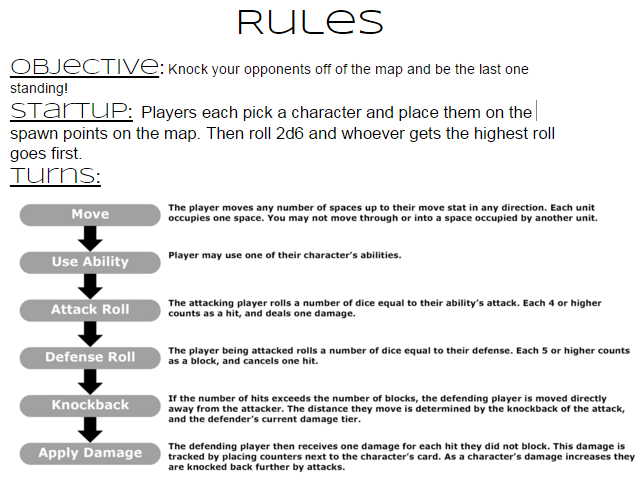 RULES
OBJECTIVE: Knock your opponents off of the map and be the last one
standing!
STARTUP: Players each pick a character and place them on the
spawn points on the map. Then roll 2d6 and whoever gets the highest roll
goes first.
TURNS:
Move
The player moves any number of spaces up to their move stat in any direction. Each unit
occupies one space. You may not move through or into a space occupied by another unit.
Use Ability
Player may use one of their character's abilities.
Attack Roll
The attacking player rolls a number of dice equal to their ability's attack. Each 4 or higher
counts as a hit, and deals one damage.
Defense Roll
The player being attacked rolls a number of dice equal to their defense. Each 5 or higher counts
as a block, and cancels one hit.
Knockback
If the number of hits exceeds the number of blocks, the defending player is moved directly
away from the attacker. The distance they move is determined by the knockback of the attack,
and the defender's current damage tier.
Apply Damage
The defending player then receives one damage for each hit they did not block. This damage is
tracked by placing counters next to the character's card. As a character's damage increases they
are knocked back further by attacks.